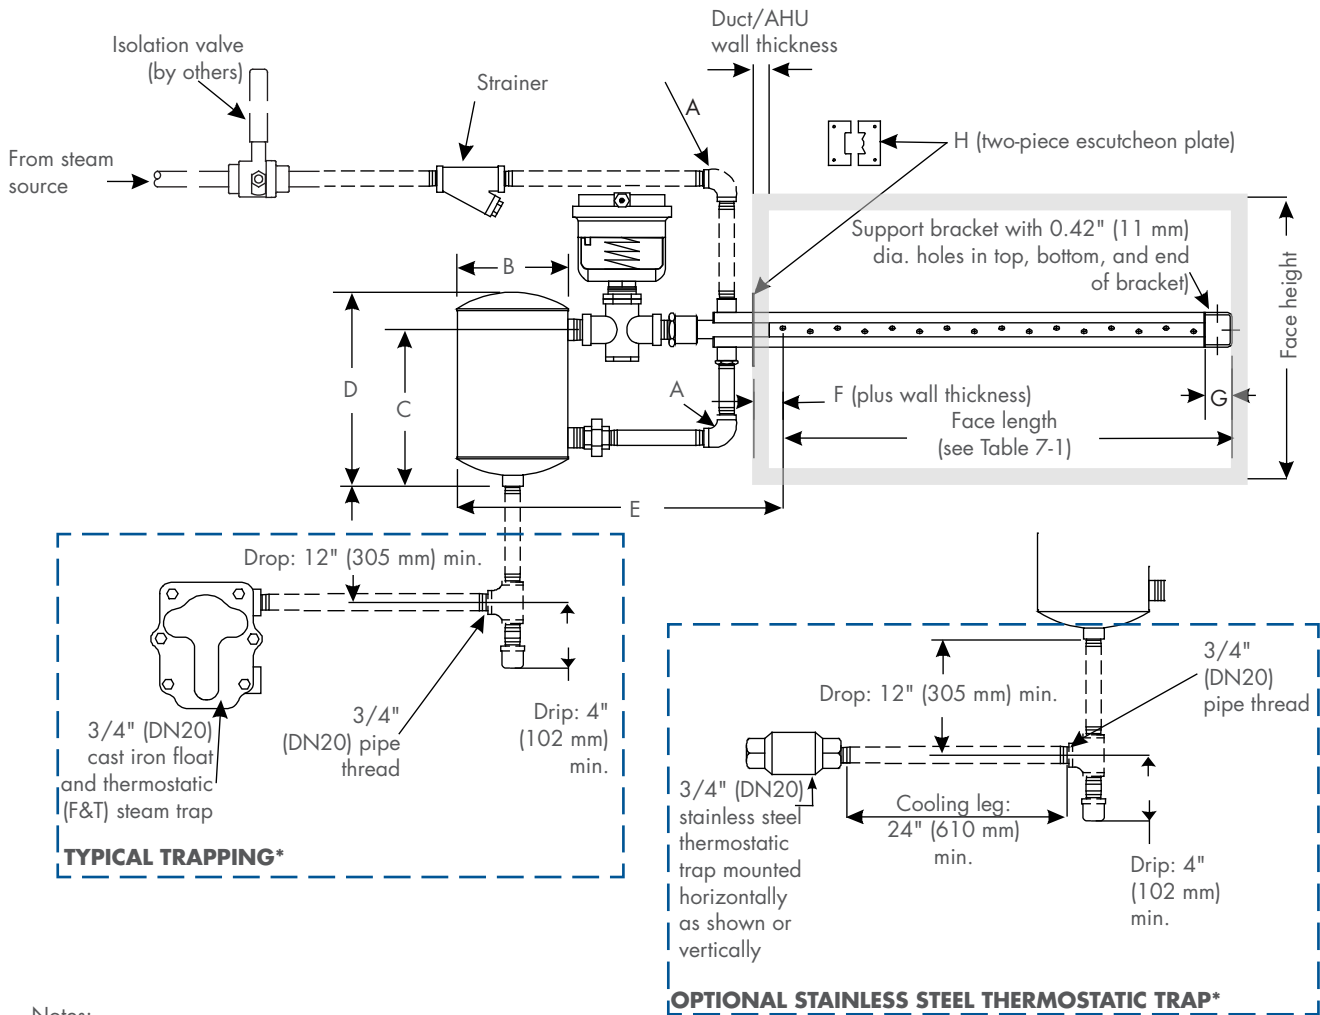 Duct/AHU
wall thickness
Isolation valve
(by others)
Strainer
A
From steam
source
H (two-piece escutcheon plate)
Support bracket with 0.42" (11 mm)
dia. holes in top, bottom, and end
of bracket)
B
Face height
D
C
A
F (plus wall thickness)
G
Face length
(see Table 7-1)
E
Drop: 12" (305 mm) min.
3/4"
(DN20) pipe
thread
Drip: 4"
(102 mm)
min.
3/4" (DN20)
cast iron float
and thermostatic
(F&T) steam trap
TYPICAL TRAPPING*
Drop: 12" (305 mm) min.
3/4"
(DN20)
pipe thread
3/4" (DN20)
stainless steel
thermostatic
trap mounted
horizontally
as shown or
vertically
Cooling leg:
24" (610 mm)
min.
Drip: 4"
(102 mm)
min.
OPTIONAL STAINLESS STEEL THERMOSTATIC TRAP*
Notes: